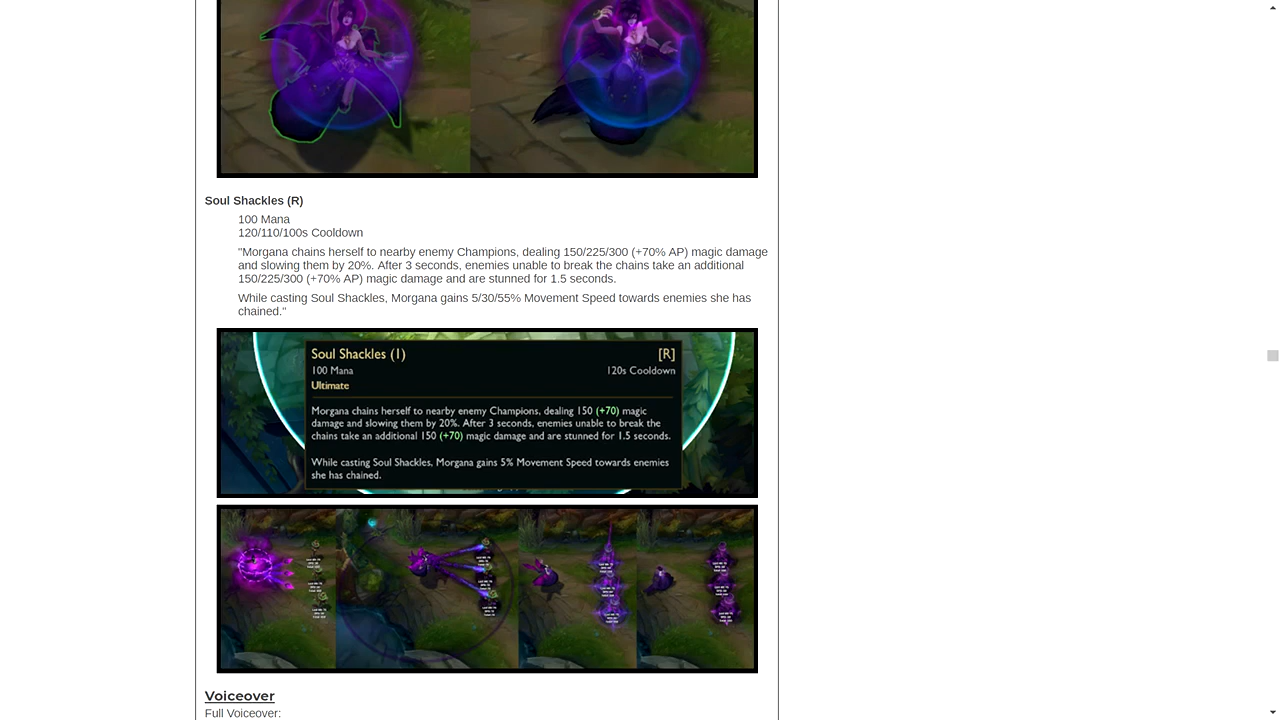 Soul Shackles (R)
100 Mana
120/110/100s Cooldown
"Morgana chains herself to nearby enemy Champions, dealing 150/225/300 (+70% AP) magic damage
and slowing them by 20%. After 3 seconds, enemies unable to break the chains take an additional
150/225/300 (+70% AP) magic damage and are stunned for 1.5 seconds.
While casting Soul Shackles, Morgana gains 5/30/55% Movement Speed towards enemies she has
chained."
Soul Shackles (1) [R]
100 Mana 120s Cooldown
Ultimate
Morgana chains herself to nearby enemy Champions, dealing 150 (+70) magic
damage and slowing them by 20%. After 3 seconds, enemies unable to break the
chains take an additional 150 (+70) magic damage and are stunned for 1.5 seconds.
While casting Soul Shackles, Morgana gains 5% Movement Speed towards enemies
she has chained.
Voiceover
Full Voiceover: